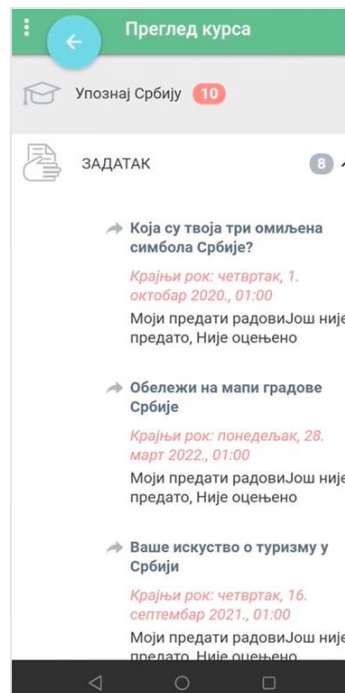 Преглед курса
Упознај Србију 10
ЗАДАТАК 8
Која су твоја три омиљена
симбола Србије?
Крајњи рок: четвртак, 1.
октобар 2020., 01:00
Моји предати радовиЈош није
предато, Није оцењено
Обележи на мапи градове
Србије
Крајњи рок: понедељак, 28.
март 2022., 01:00
Моји предати радовиЈош није
предато, Није оцењено
Ваше искуство о туризму у
Србији
Крајњи рок: четвртак, 16.
септембар 2021., 01:00
Моји предати радовиЈош није
предато, Није оцењено